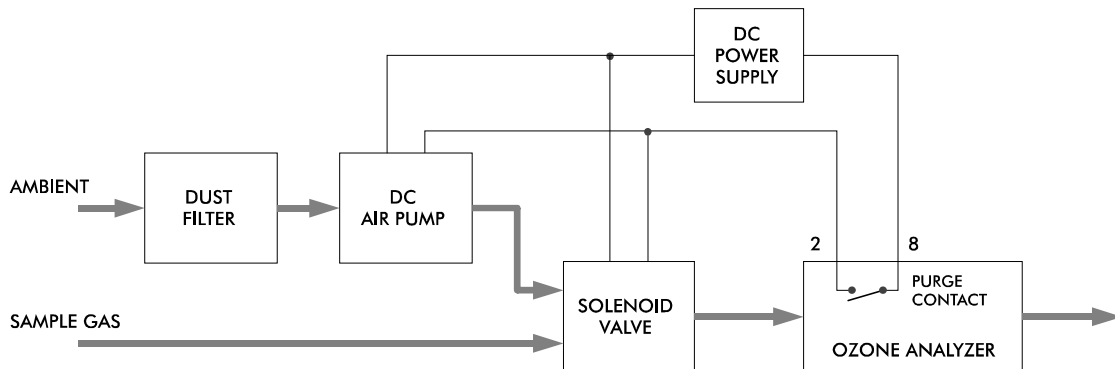 DC
POWER
SUPPLY
AMBIENT
DUST
FILTER
DC
AIR PUMP
2
8
PURGE
CONTACT
SOLENOID
VALVE
SAMPLE GAS
OZONE ANALYZER